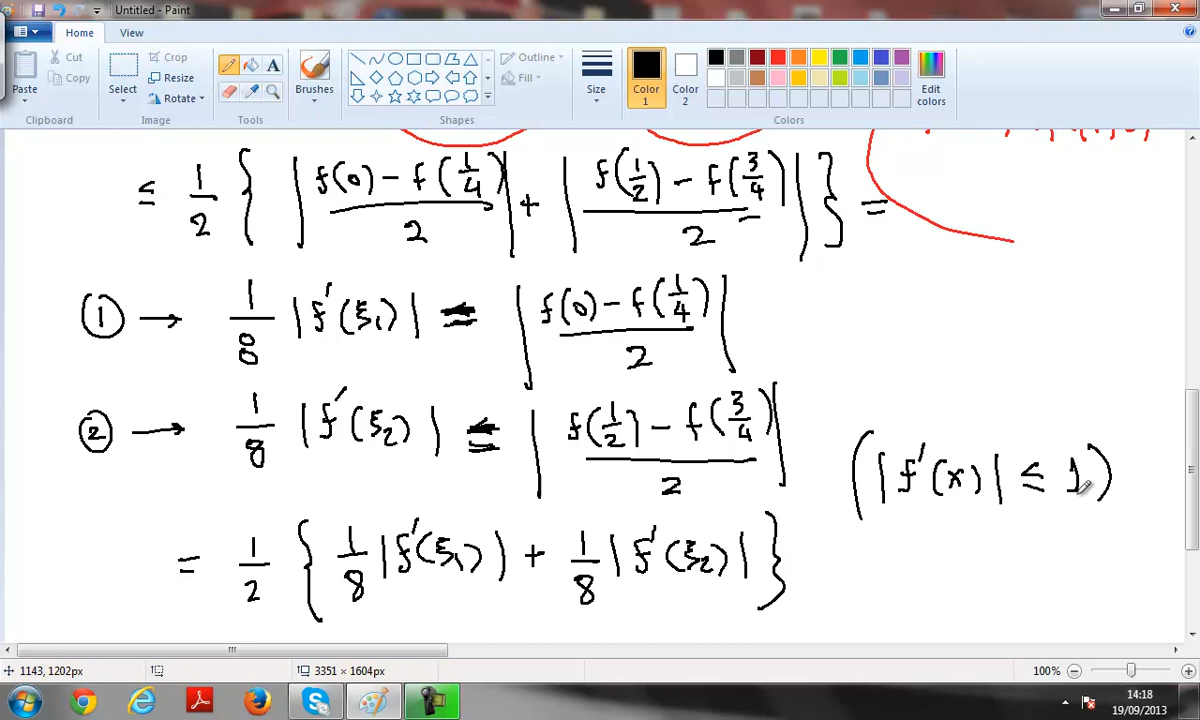 Untitled - Paint
Home View
Paste Cut Copy Select Crop Resize Rotate Brushes Outline Fill Size Color 1 Color 2 Edit colors
Clipboard Image Tools Shapes Colors
≤ 1/2 { | (f(0) − f(1/4))/2 | + | (f(1/2) − f(3/4))/2 | } =
① → 1/8 |f'(ξ₁)| = | (f(0) − f(1/4))/2 |
② → 1/8 |f'(ξ₂)| = | (f(1/2) − f(3/4))/2 |
(|f'(x)| ≤ 1)
= 1/2 { 1/8 |f'(ξ₁)| + 1/8 |f'(ξ₂)| }
1143, 1202px 3351 × 1604px 100%
14:18
19/09/2013